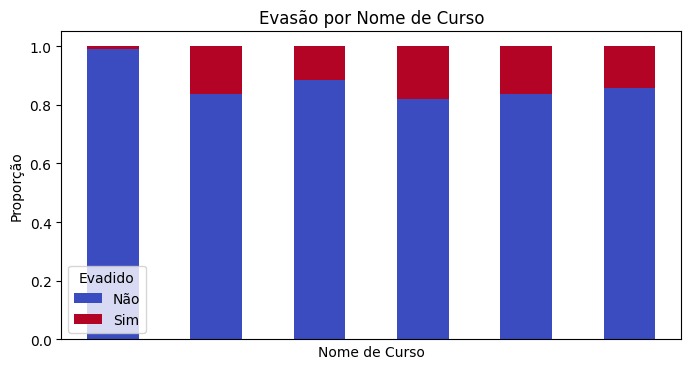 Evasão por Nome de Curso
Proporção
1.0
0.8
0.6
0.4
0.2
0.0
Evadido
Não
Sim
Nome de Curso